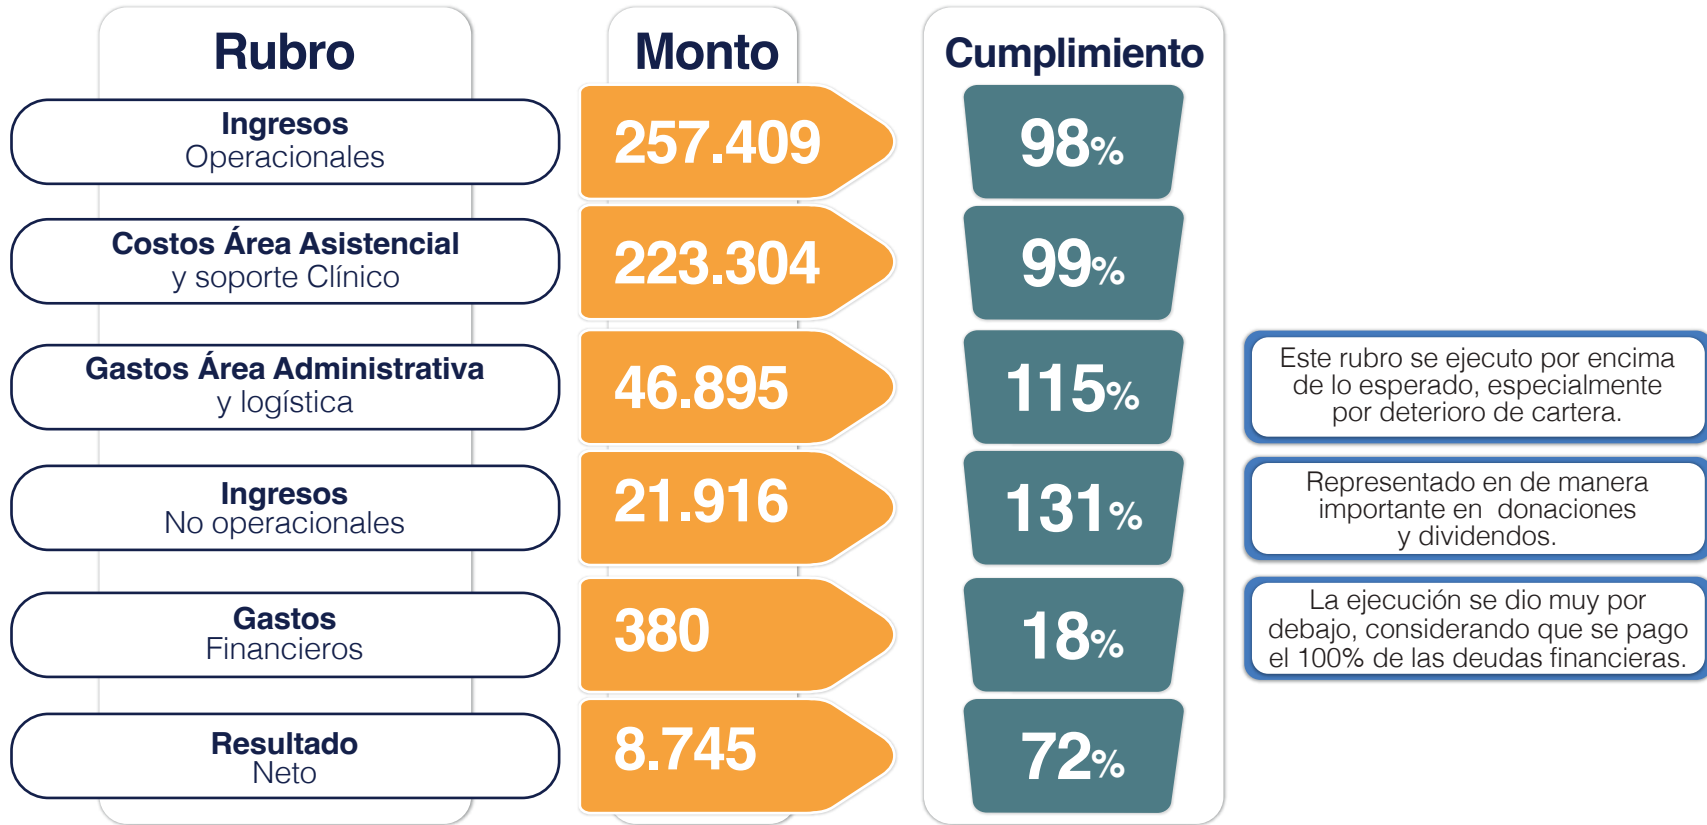 Rubro
Monto
Cumplimiento
Ingresos
Operacionales
257.409
98%
Costos Área Asistencial
y soporte Clínico
223.304
99%
Gastos Área Administrativa
y logística
46.895
115%
Este rubro se ejecuto por encima
de lo esperado, especialmente
por deterioro de cartera.
Ingresos
No operacionales
21.916
131%
Representado en de manera
importante en donaciones
y dividendos.
Gastos
Financieros
380
18%
La ejecución se dio muy por
debajo, considerando que se pago
el 100% de las deudas financieras.
Resultado
Neto
8.745
72%